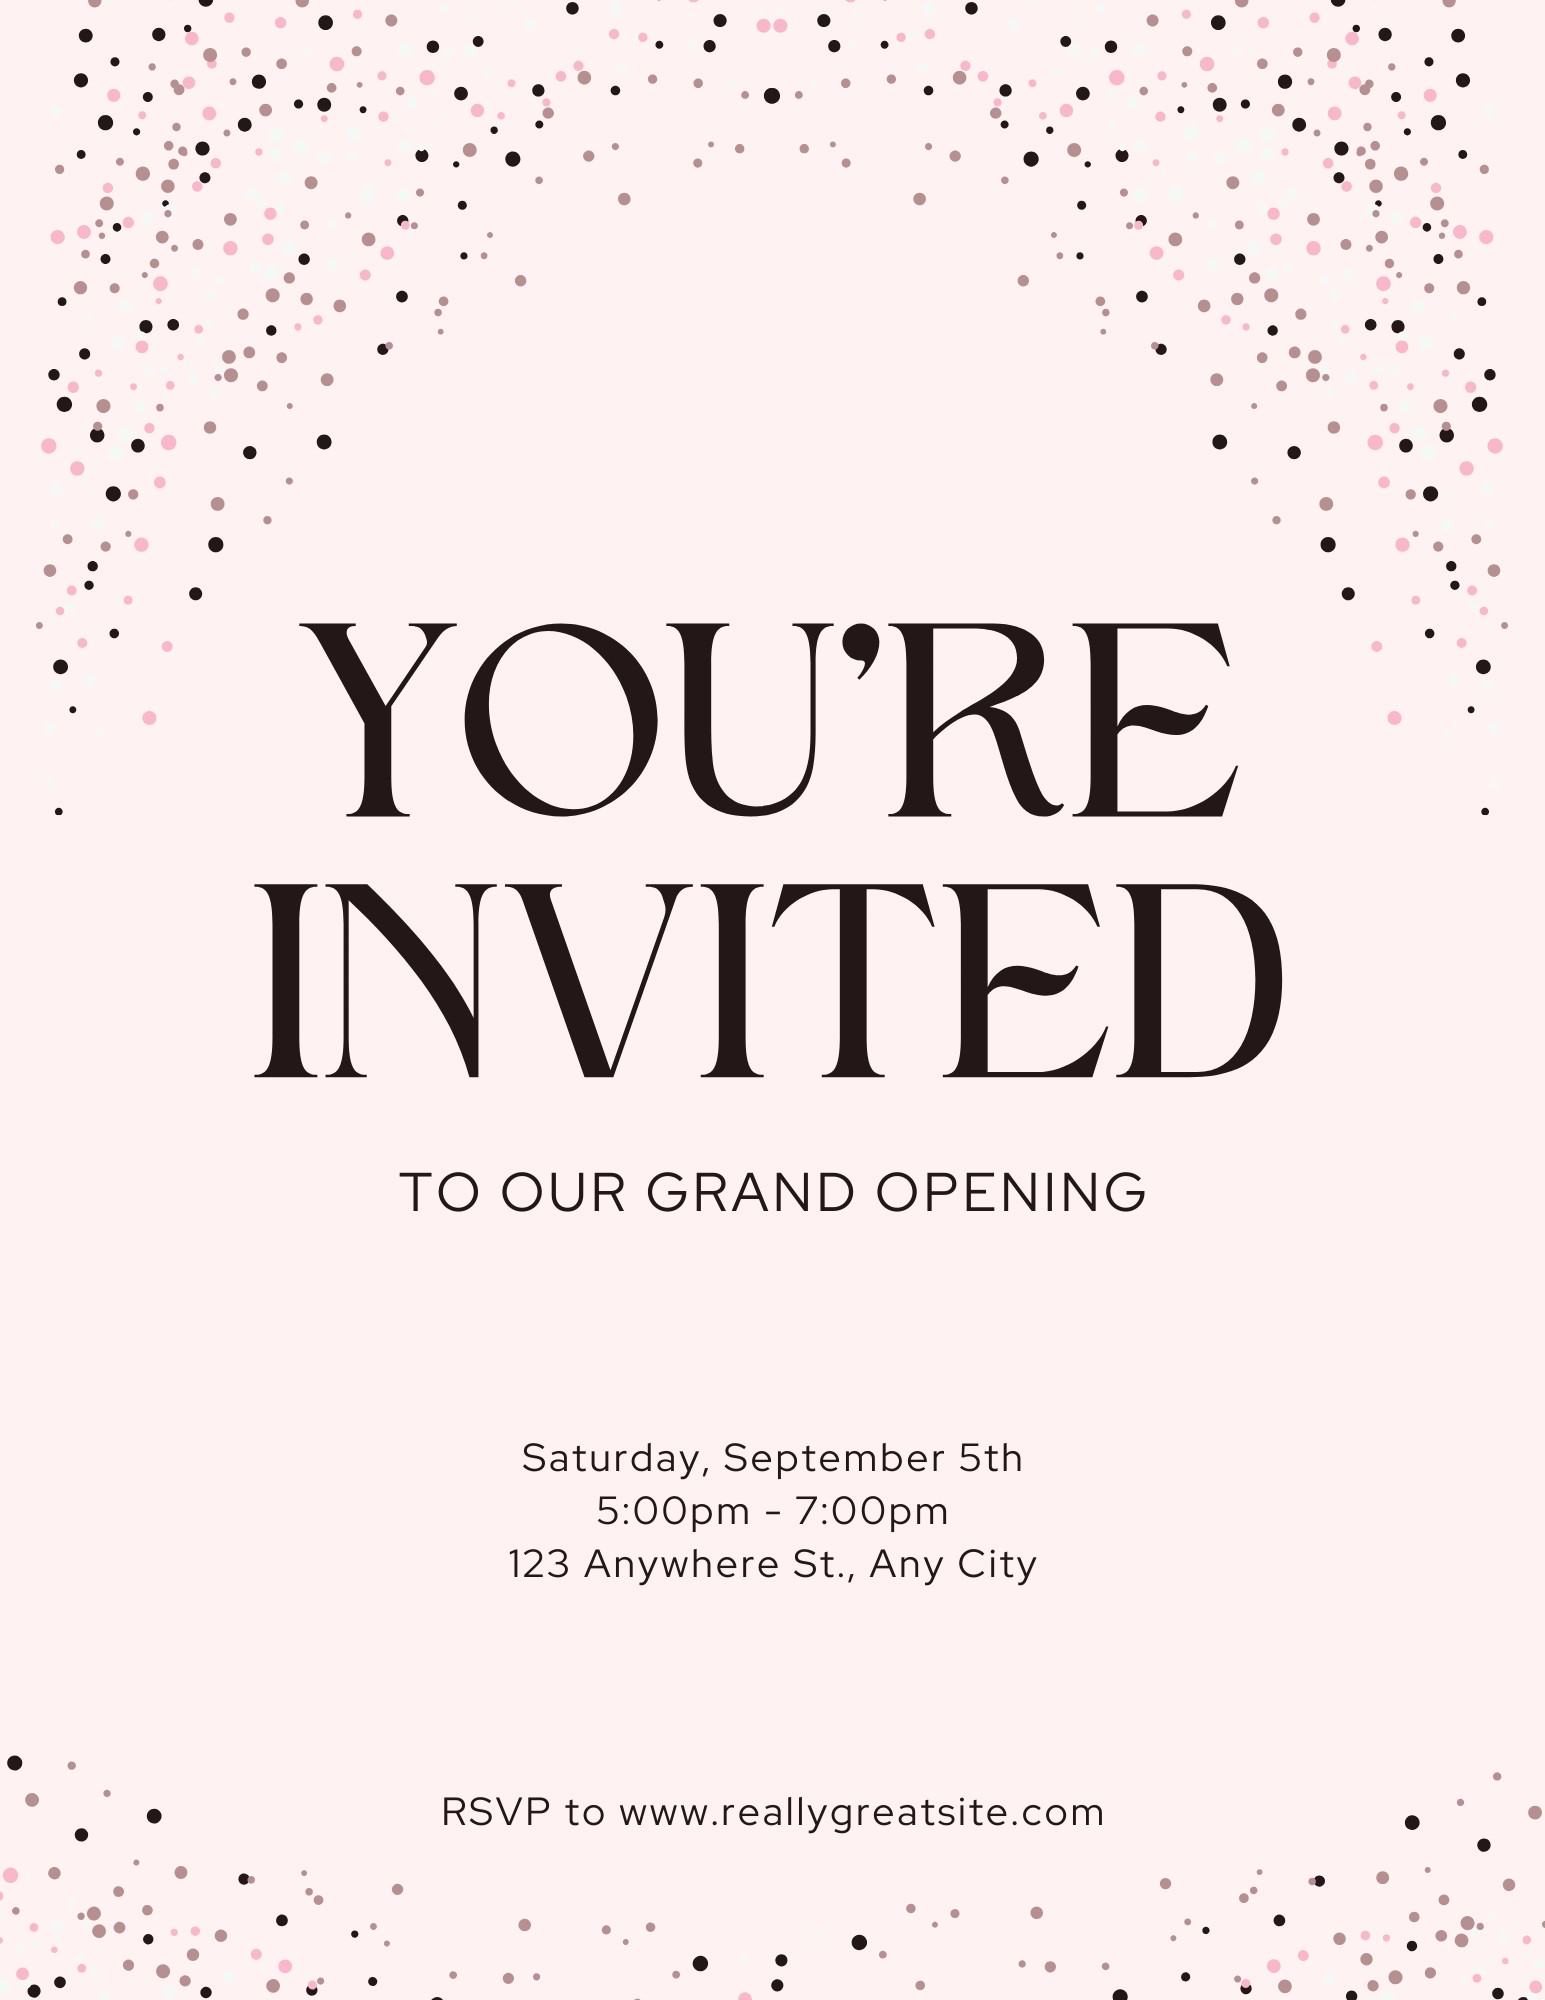 YOU’RE
INVITED
TO OUR GRAND OPENING
Saturday, September 5th
5:00pm - 7:00pm
123 Anywhere St., Any City
RSVP to www.reallygreatsite.com